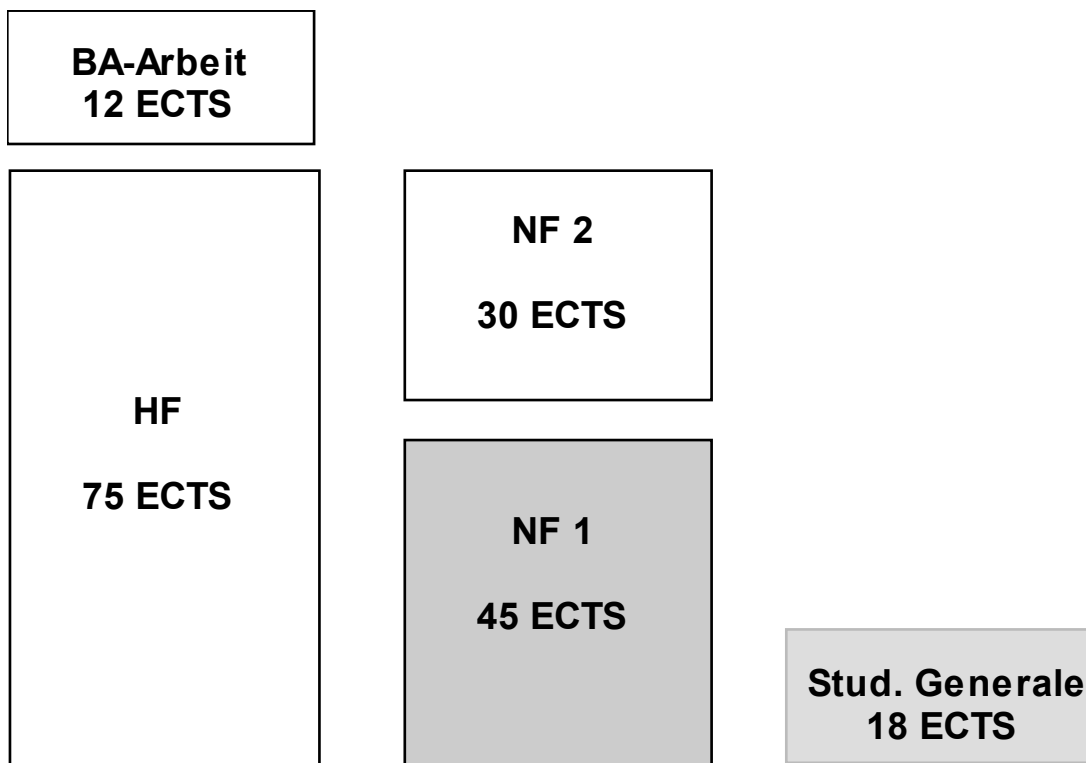 BA-Arbeit
12 ECTS
HF
75 ECTS
NF 2
30 ECTS
NF 1
45 ECTS
Stud. Generale
18 ECTS